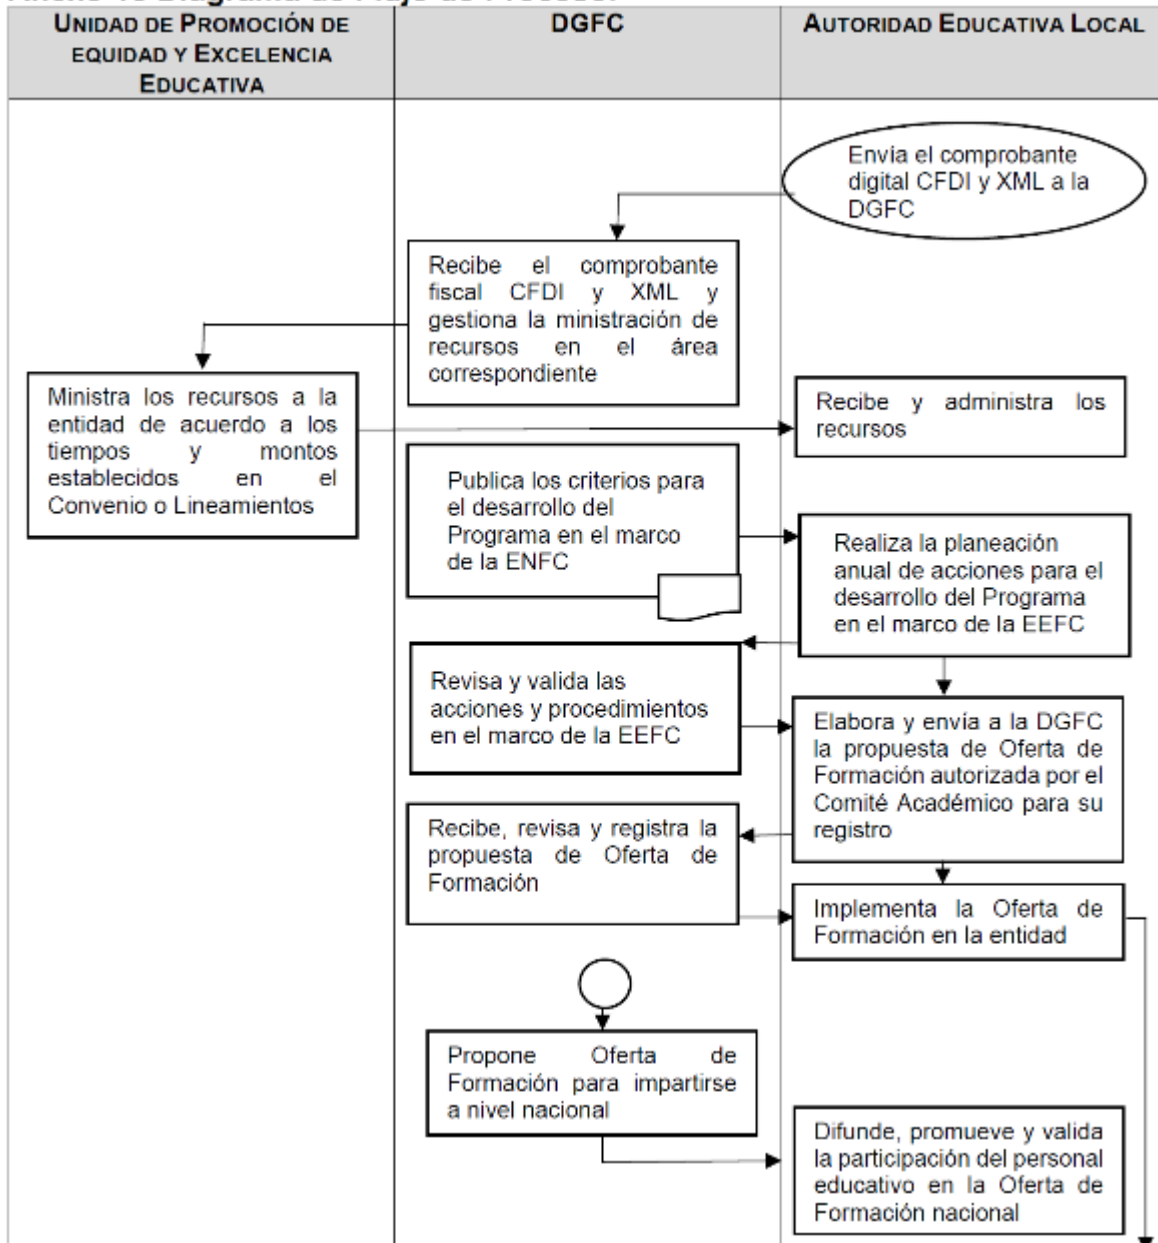 UNIDAD DE PROMOCIÓN DE
EQUIDAD Y EXCELENCIA
EDUCATIVA
DGFC
AUTORIDAD EDUCATIVA LOCAL
Envía el comprobante
digital CFDI y XML a la
DGFC
Recibe el comprobante
fiscal CFDI y XML y
gestiona la ministración de
recursos en el área
correspondiente
Ministra los recursos a la
entidad de acuerdo a los
tiempos y montos
establecidos en el
Convenio o Lineamientos
Recibe y administra los
recursos
Publica los criterios para
el desarrollo del
Programa en el marco
de la ENFC
Realiza la planeación
anual de acciones para el
desarrollo del Programa
en el marco de la EEFC
Revisa y valida las
acciones y procedimientos
en el marco de la EEFC
Elabora y envía a la DGFC
la propuesta de Oferta de
Formación autorizada por el
Comité Académico para su
registro
Recibe, revisa y registra la
propuesta de Oferta de
Formación
Implementa la Oferta de
Formación en la entidad
Propone Oferta de
Formación para impartirse
a nivel nacional
Difunde, promueve y valida
la participación del personal
educativo en la Oferta de
Formación nacional